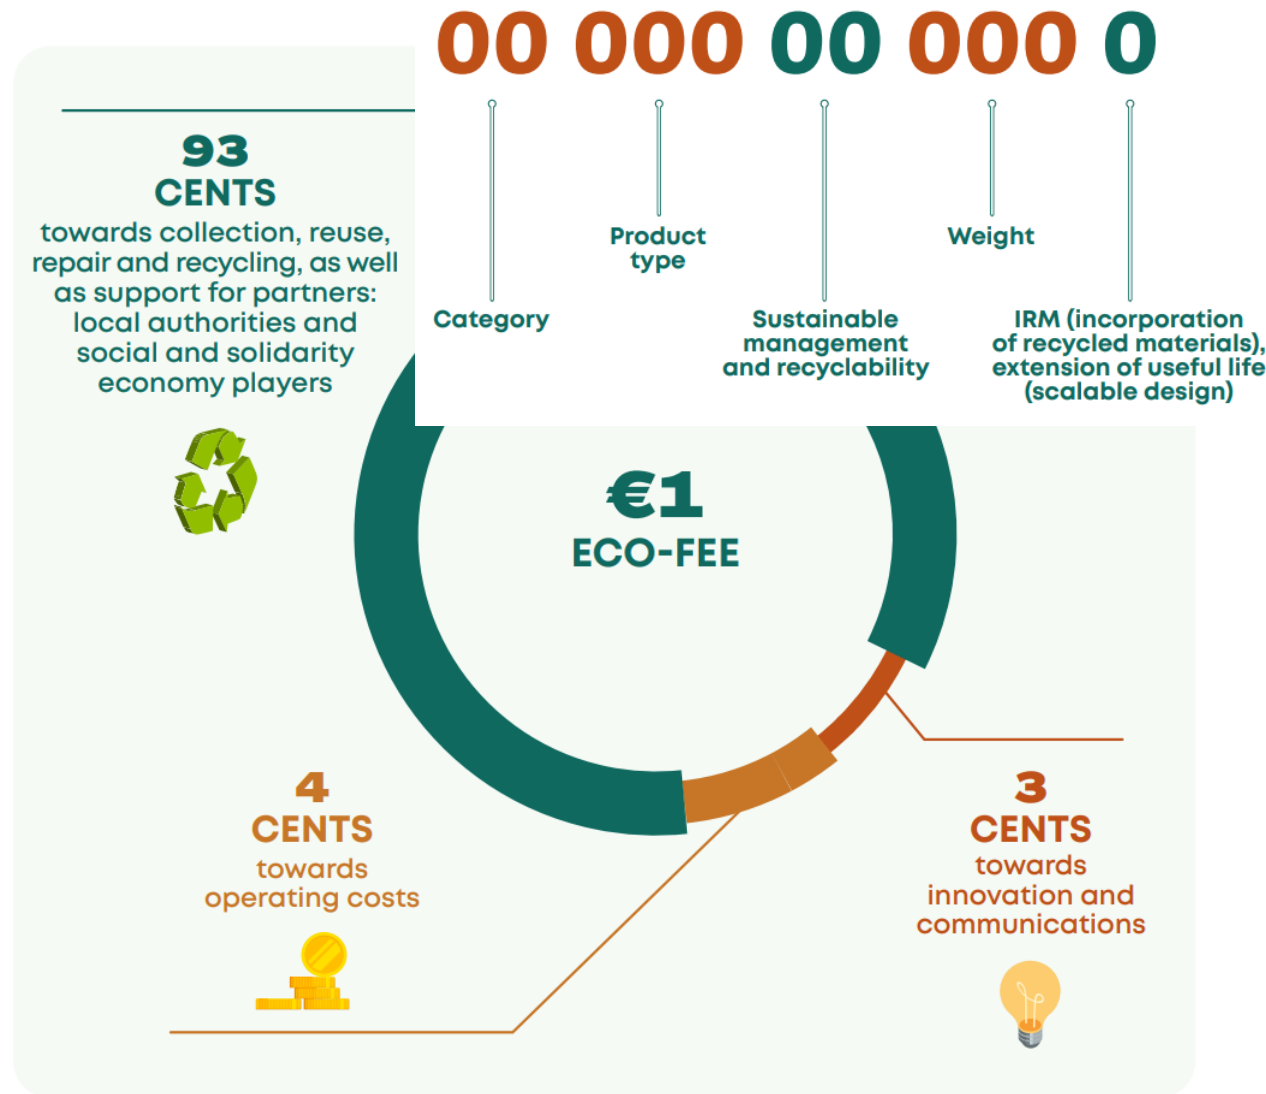 00 000 00 000 0
Product
type
Weight
Category
Sustainable
management
and recyclability
IRM (incorporation
of recycled materials),
extension of useful life
(scalable design)
93
CENTS
towards collection, reuse,
repair and recycling, as well
as support for partners:
local authorities and
social and solidarity
economy players
€1
ECO-FEE
4
CENTS
towards
operating costs
3
CENTS
towards
innovation and
communications